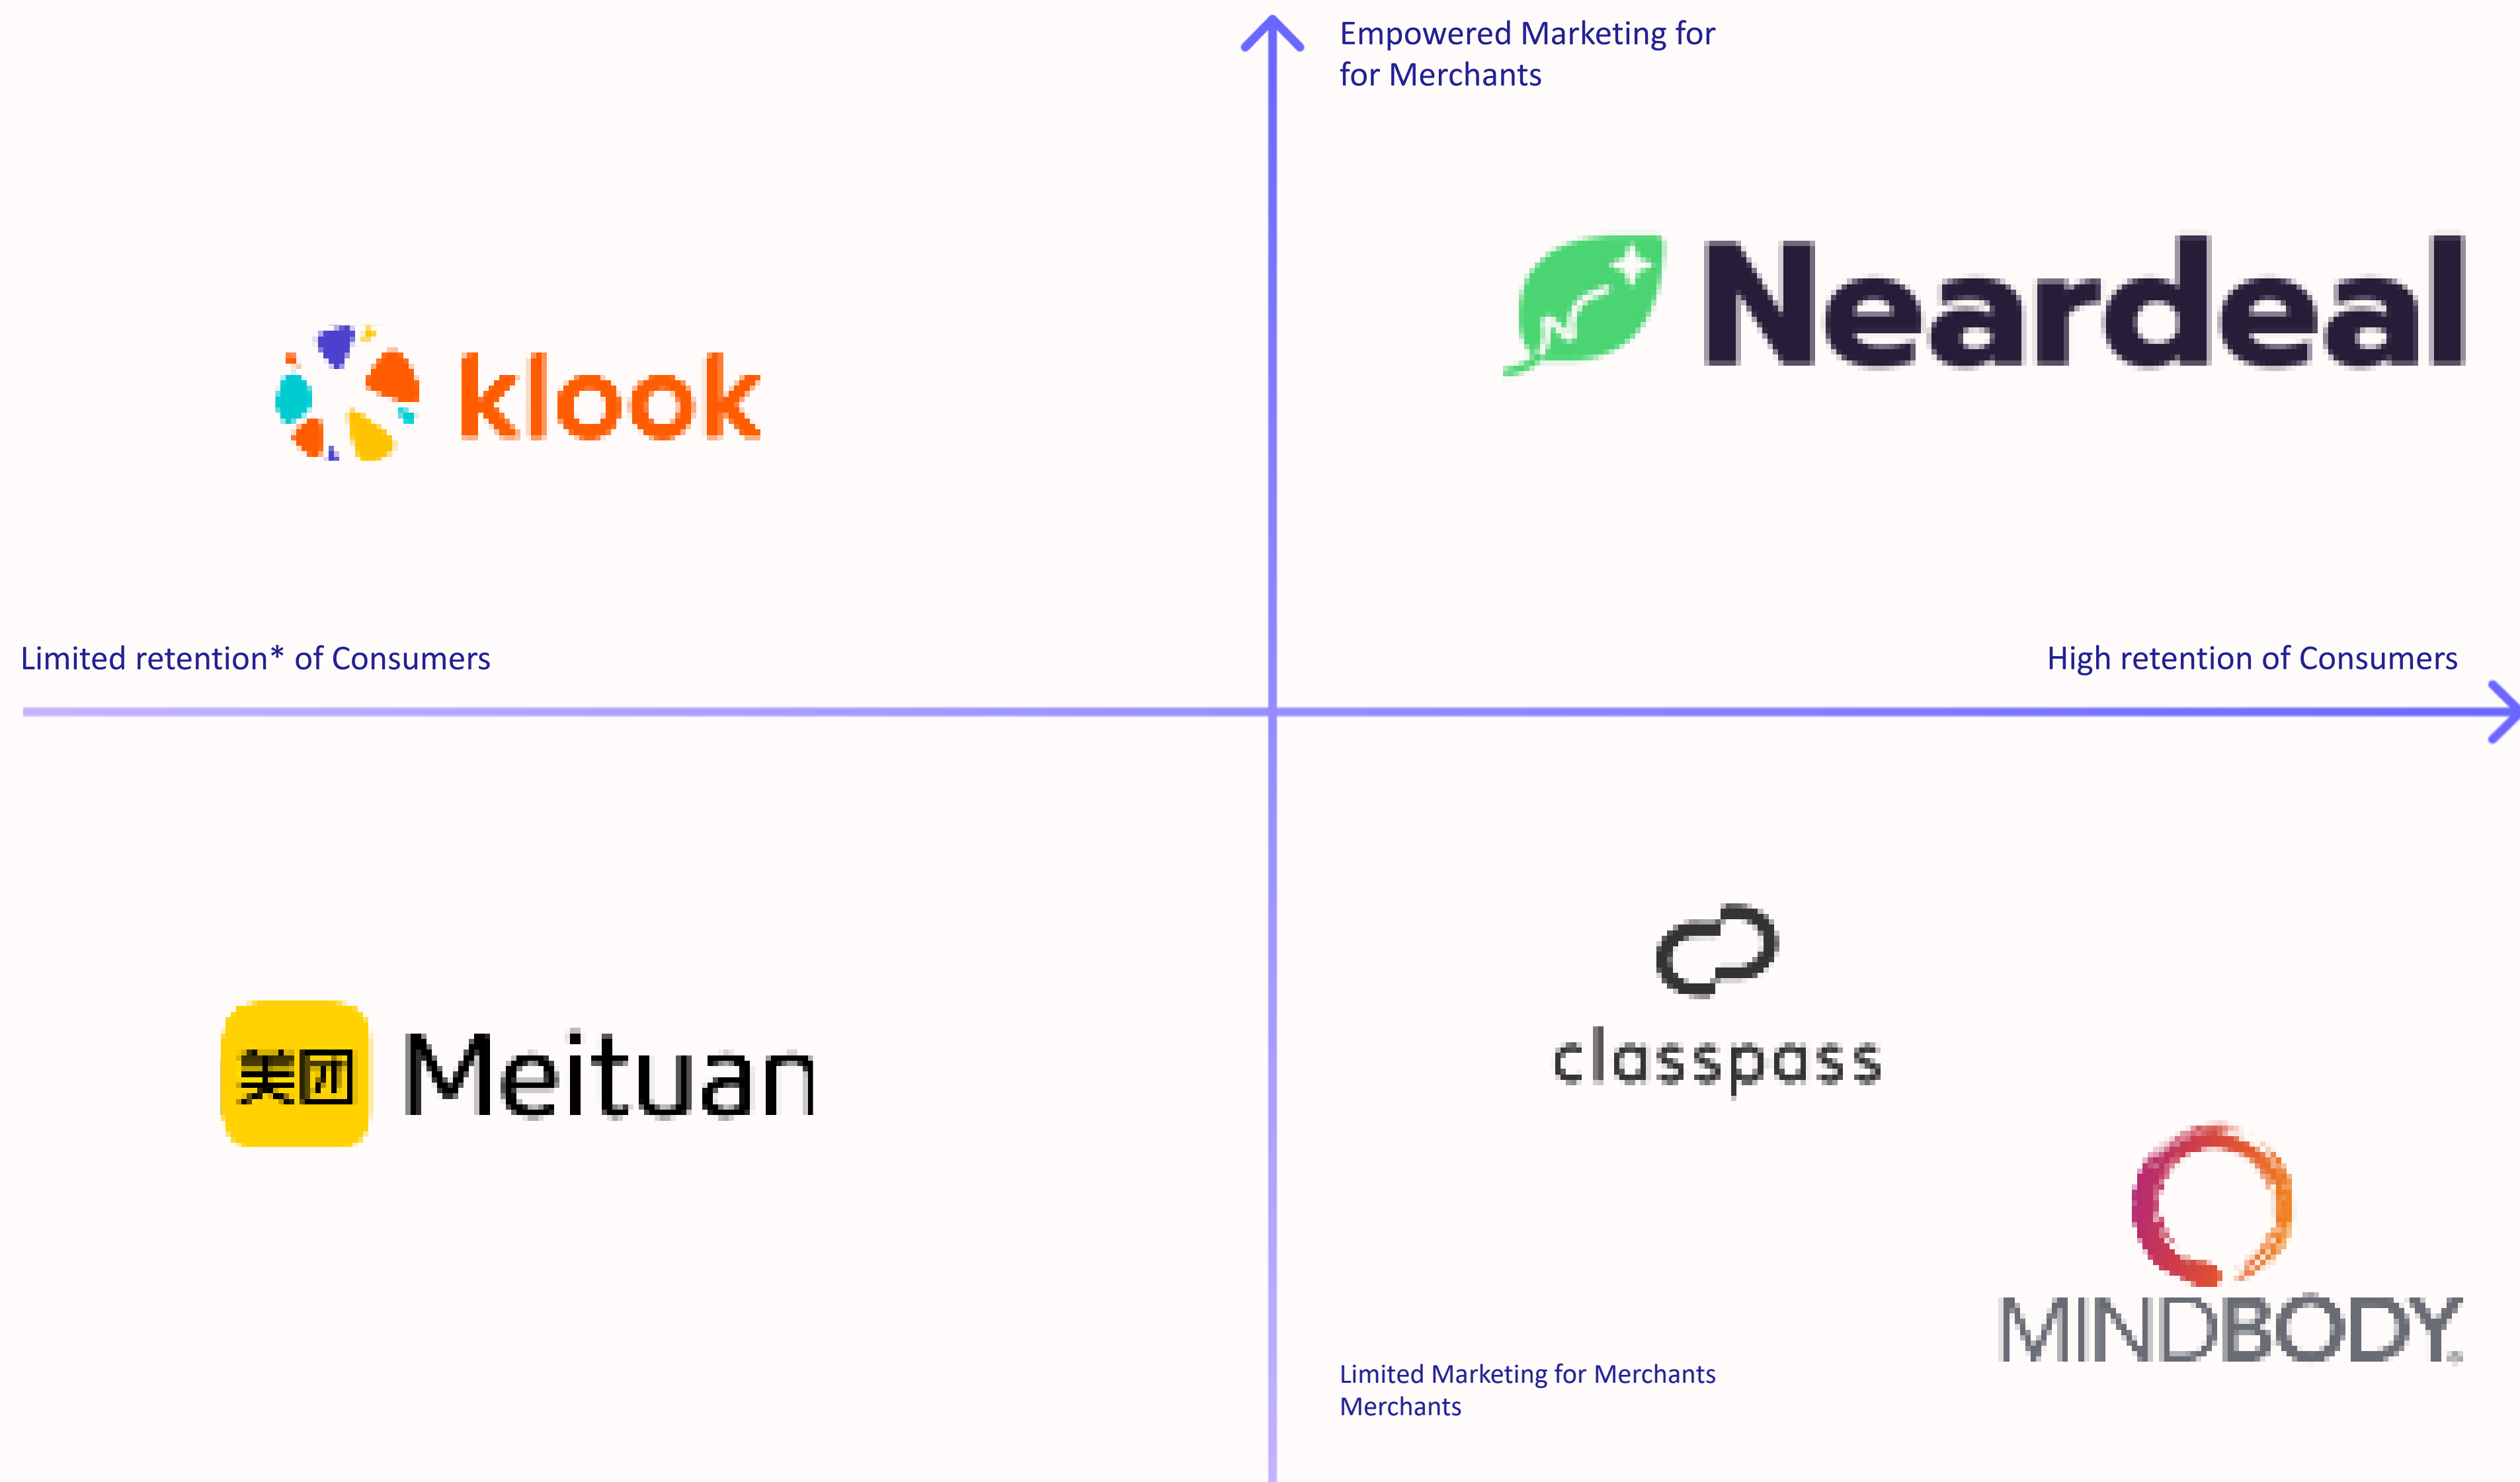 Empowered Marketing for
for Merchants
Neardeal
klook
Limited retention* of Consumers
High retention of Consumers
classpass
美团 Meituan
MINDBODY
Limited Marketing for Merchants
Merchants